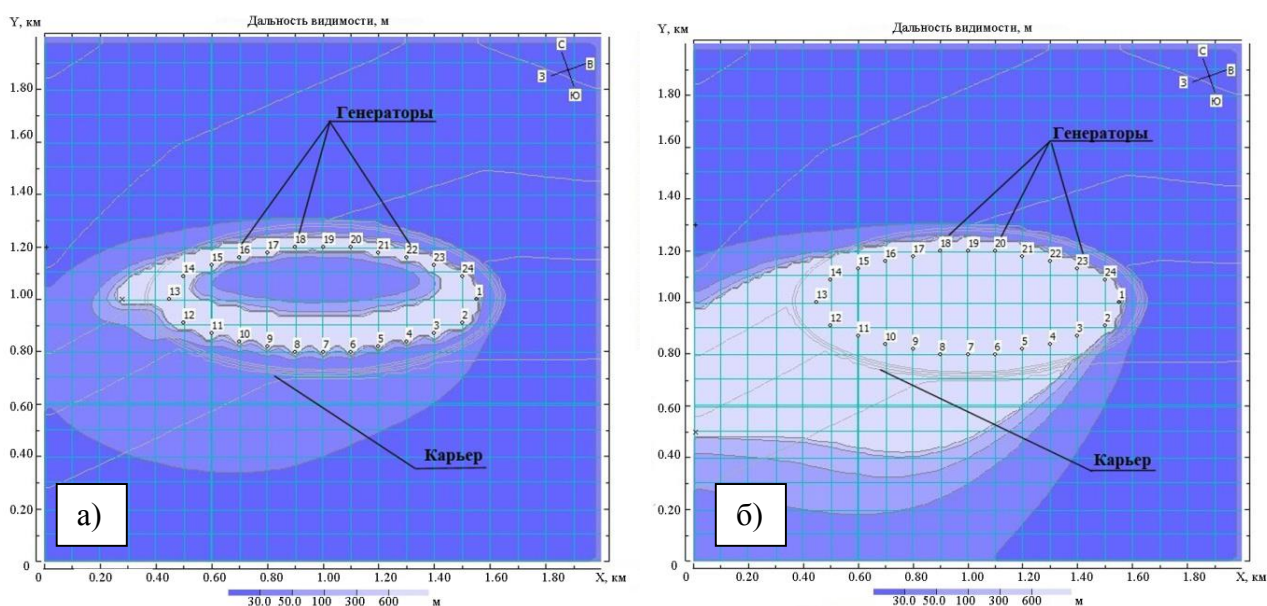 Дальность видимости, м
Y, км
1.80
1.60
1.40
1.20
1.00
0.80
0.60
0.40
0.20
0
С
В
З
Ю
Генераторы
16 17 18 19 20 21 22
15 23
14 24
13 1
12 2
11 10 9 8 7 6 5 4 3
Карьер
а)
0 0.20 0.40 0.60 0.80 1.00 1.20 1.40 1.60 1.80 X, км
30.0 50.0 100 300 600 м
Дальность видимости, м
Y, км
1.80
1.60
1.40
1.20
1.00
0.80
0.60
0.40
0.20
0
С
В
З
Ю
Генераторы
16 17 18 19 20 21 22
15 23
14 24
13 1
12 2
11 10 9 8 7 6 5 4 3
Карьер
б)
0 0.20 0.40 0.60 0.80 1.00 1.20 1.40 1.60 1.80 X, км
30.0 50.0 100 300 600 м